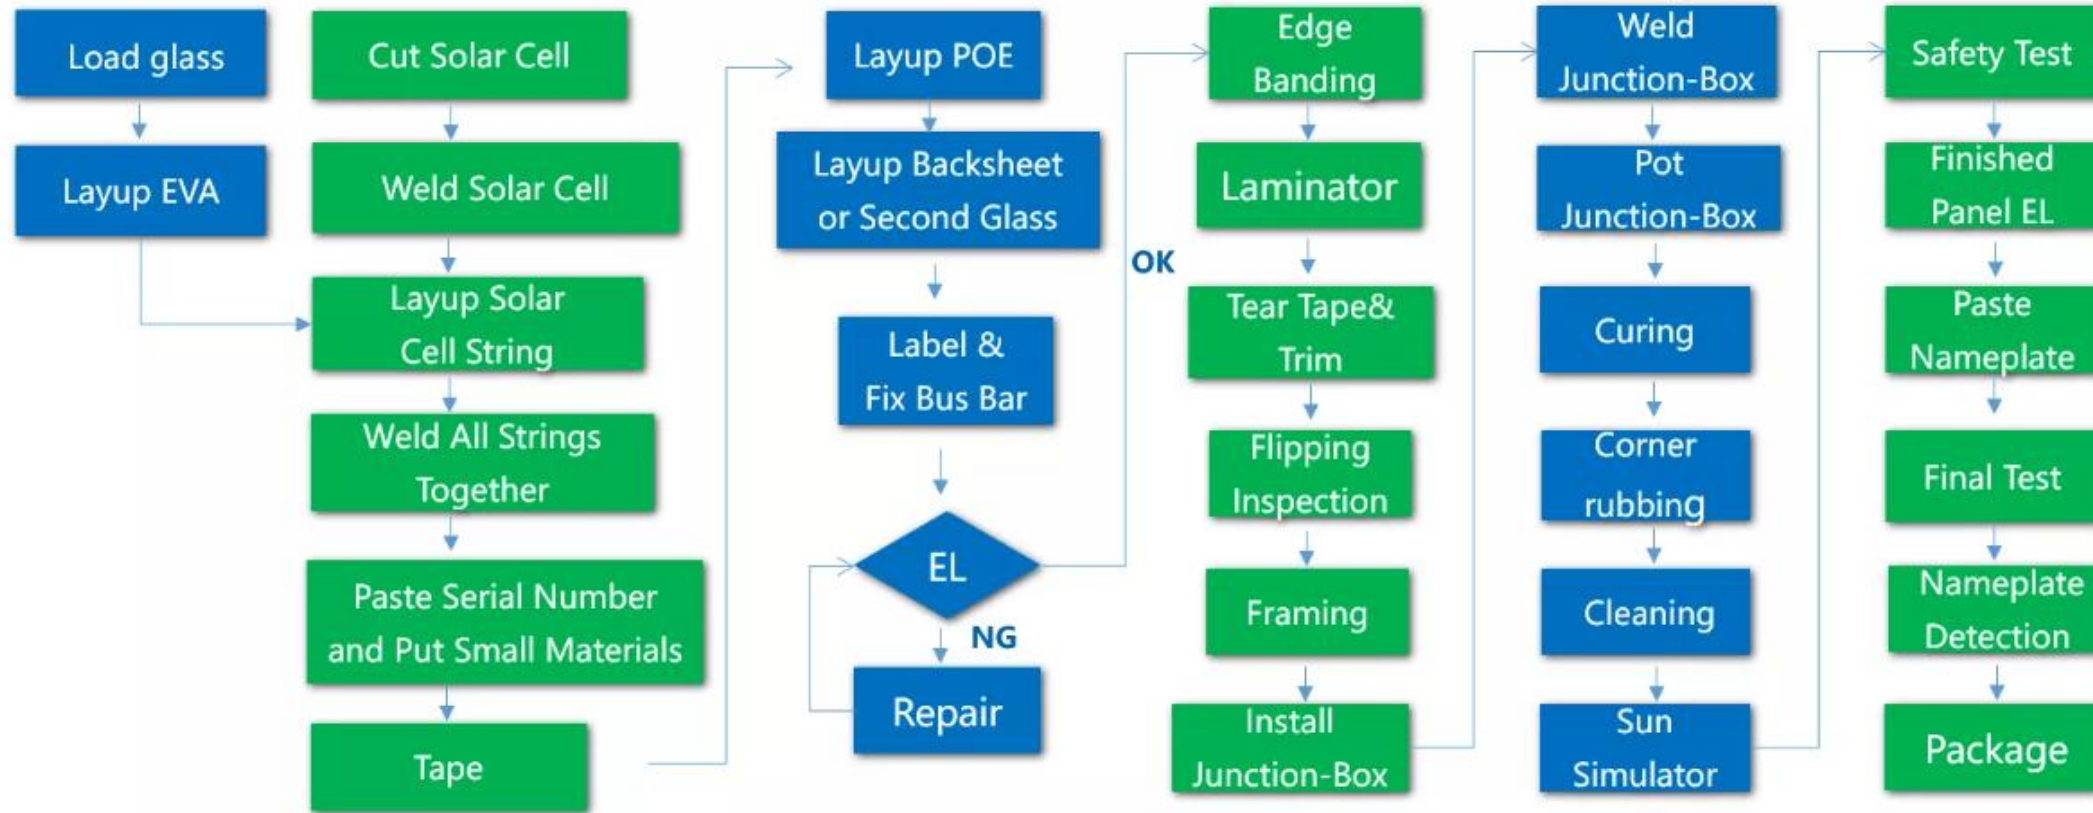 Load glass
Layup EVA
Cut Solar Cell
Weld Solar Cell
Layup Solar
Cell String
Weld All Strings
Together
Paste Serial Number
and Put Small Materials
Tape
Layup POE
Layup Backsheet
or Second Glass
Label &
Fix Bus Bar
EL
NG
Repair
OK
Edge
Banding
Laminator
Tear Tape&
Trim
Flipping
Inspection
Framing
Install
Junction-Box
Weld
Junction-Box
Pot
Junction-Box
Curing
Corner
rubbing
Cleaning
Sun
Simulator
Safety Test
Finished
Panel EL
Paste
Nameplate
Final Test
Nameplate
Detection
Package